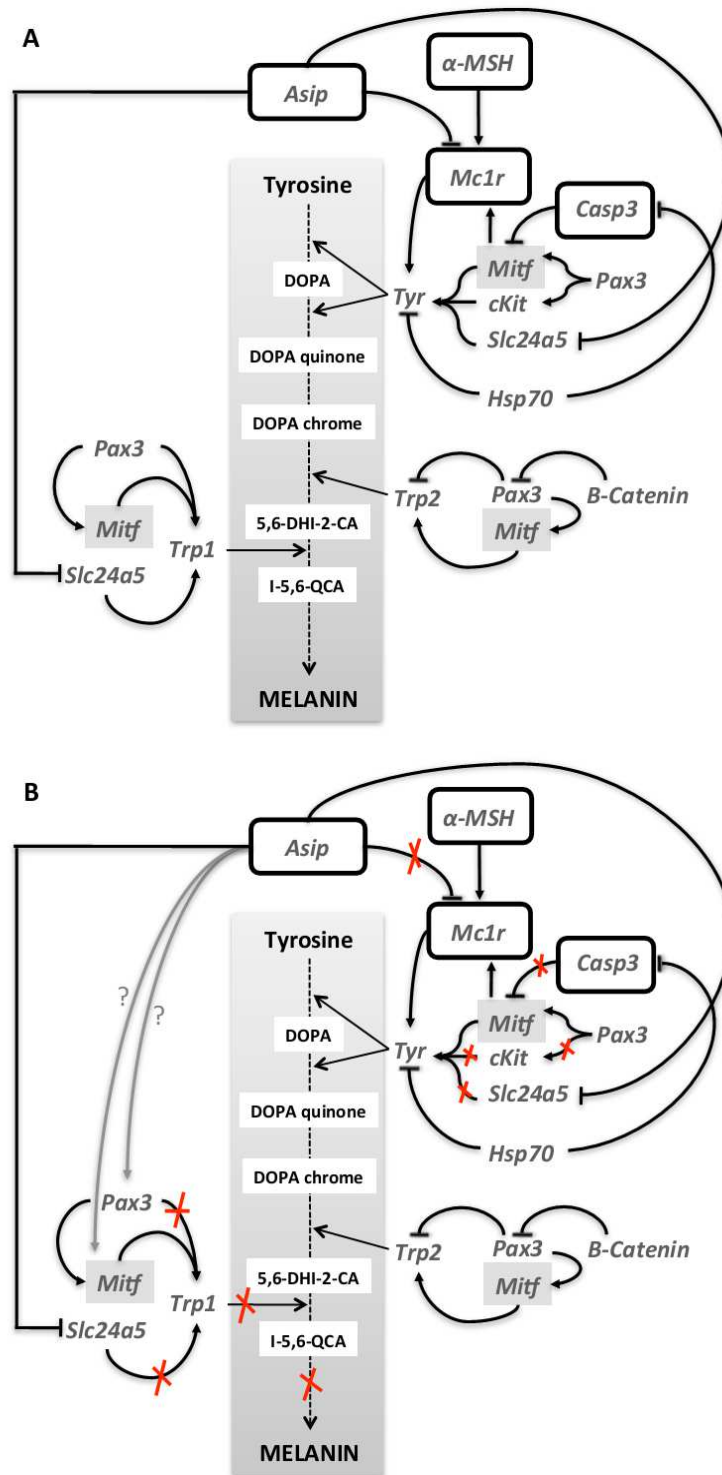 A
α-MSH
Asip
Mc1r
Tyrosine
Casp3
Mitf
DOPA
Tyr
cKit
Pax3
Slc24a5
DOPA quinone
Hsp70
DOPA chrome
Pax3
Trp2
Pax3
B-Catenin
Mitf
5,6-DHI-2-CA
Mitf
Trp1
Slc24a5
I-5,6-QCA
MELANIN
B
α-MSH
Asip
Mc1r
Tyrosine
Casp3
?
?
Mitf
DOPA
Tyr
cKit
Pax3
Slc24a5
DOPA quinone
Hsp70
DOPA chrome
Pax3
Trp2
Pax3
B-Catenin
Mitf
5,6-DHI-2-CA
Mitf
Trp1
Slc24a5
I-5,6-QCA
MELANIN